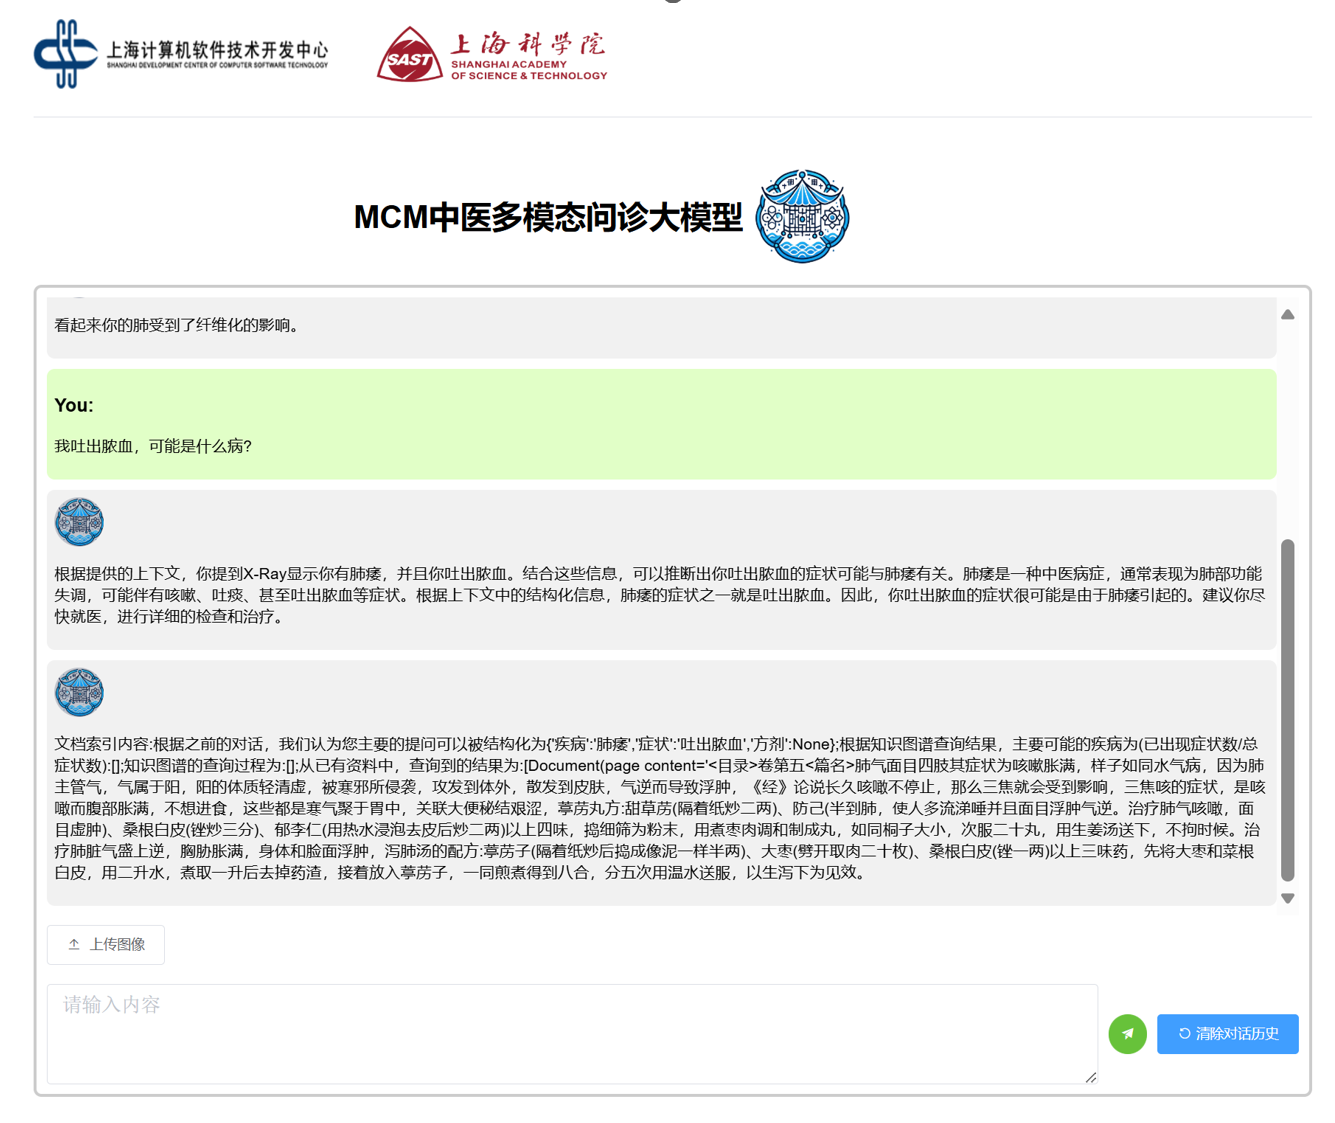 上海计算机软件技术开发中心
SHANGHAI DEVELOPMENT CENTER OF COMPUTER SOFTWARE TECHNOLOGY
SAST
上海科学院
SHANGHAI ACADEMY
OF SCIENCE & TECHNOLOGY
MCM中医多模态问诊大模型
看起来你的肺受到了纤维化的影响。
You:
我吐出脓血，可能是什么病?
根据提供的上下文，你提到X-Ray显示你有肺痿，并且你吐出脓血。结合这些信息，可以推断出你吐出脓血的症状可能与肺痿有关。肺痿是一种中医病症，通常表现为肺部功能
失调，可能伴有咳嗽、吐痰、甚至吐出脓血等症状。根据上下文中的结构化信息，肺痿的症状之一就是吐出脓血。因此，你吐出脓血的症状很可能是由于肺痿引起的。建议你尽
快就医，进行详细的检查和治疗。
文档索引内容:根据之前的对话，我们认为您主要的提问可以被结构化为{'疾病':'肺痿','症状':'吐出脓血','方剂':None};根据知识图谱查询结果，主要可能的疾病为(已出现症状数/总
症状数):[];知识图谱的查询过程为:[];从已有资料中，查询到的结果为:[Document(page content='<目录>卷第五<篇名>肺气面目四肢其症状为咳嗽胀满，样子如同水气病，因为肺
主管气，气属于阳，阳的体质轻清虚，被寒邪所侵袭，攻发到体外，散发到皮肤，气逆而导致浮肿，《经》论说长久咳嗽不停止，那么三焦就会受到影响，三焦咳的症状，是咳
嗽而腹部胀满，不想进食，这些都是寒气聚于胃中，关联大便秘结艰涩，葶苈丸方:甜草苈(隔着纸炒二两)、防己(半到肺，使人多流涕唾并且面目浮肿气逆。治疗肺气咳嗽，面
目虚肿)、桑根白皮(锉炒三分)、郁李仁(用热水浸泡去皮后炒二两)以上四味，捣细筛为粉末，用煮枣肉调和制成丸，如同桐子大小，次服二十丸，用生姜汤送下，不拘时候。治
疗肺脏气盛上逆，胸胁胀满，身体和脸面浮肿，泻肺汤的配方:葶苈子(隔着纸炒后捣成像泥一样半两)、大枣(劈开取肉二十枚)、桑根白皮(锉一两)以上三味药，先将大枣和菜根
白皮，用二升水，煮取一升后去掉药渣，接着放入葶苈子，一同煎煮得到八合，分五次用温水送服，以生泻下为见效。
上传图像
请输入内容
清除对话历史